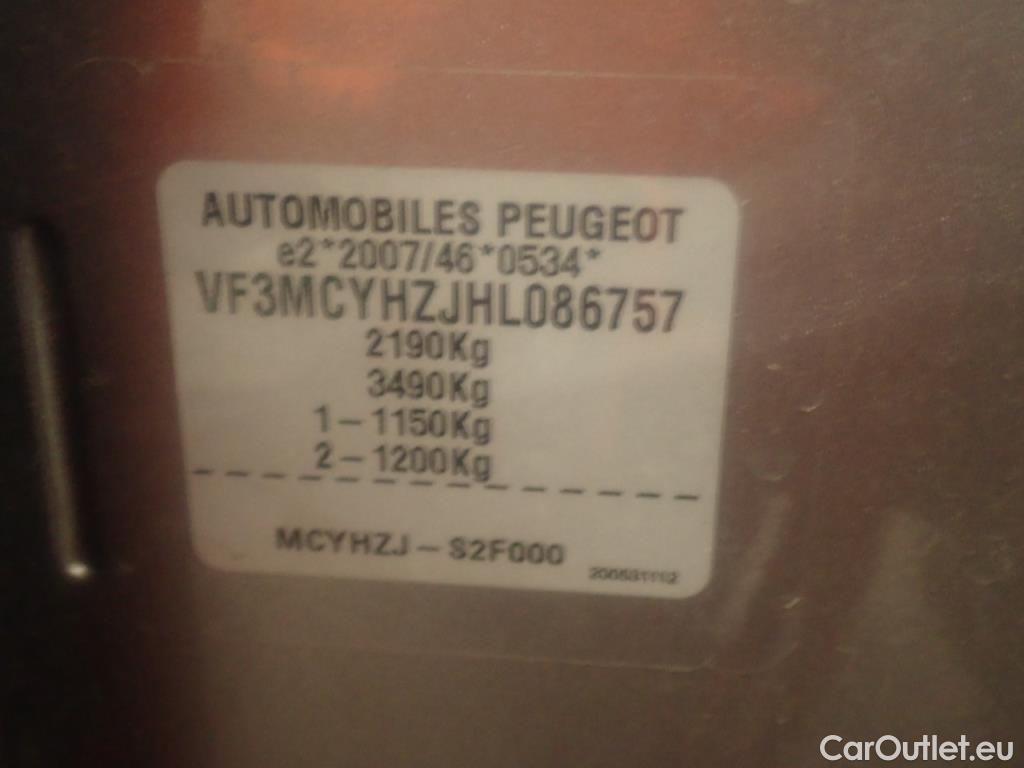 AUTOMOBILES PEUGEOT
e2*2007/46*0534*
VF3MCYHZJHL086757
2190Kg
3490Kg
1-1150Kg
2-1200Kg
MCYHZJ-S2F000
CarOutlet.eu